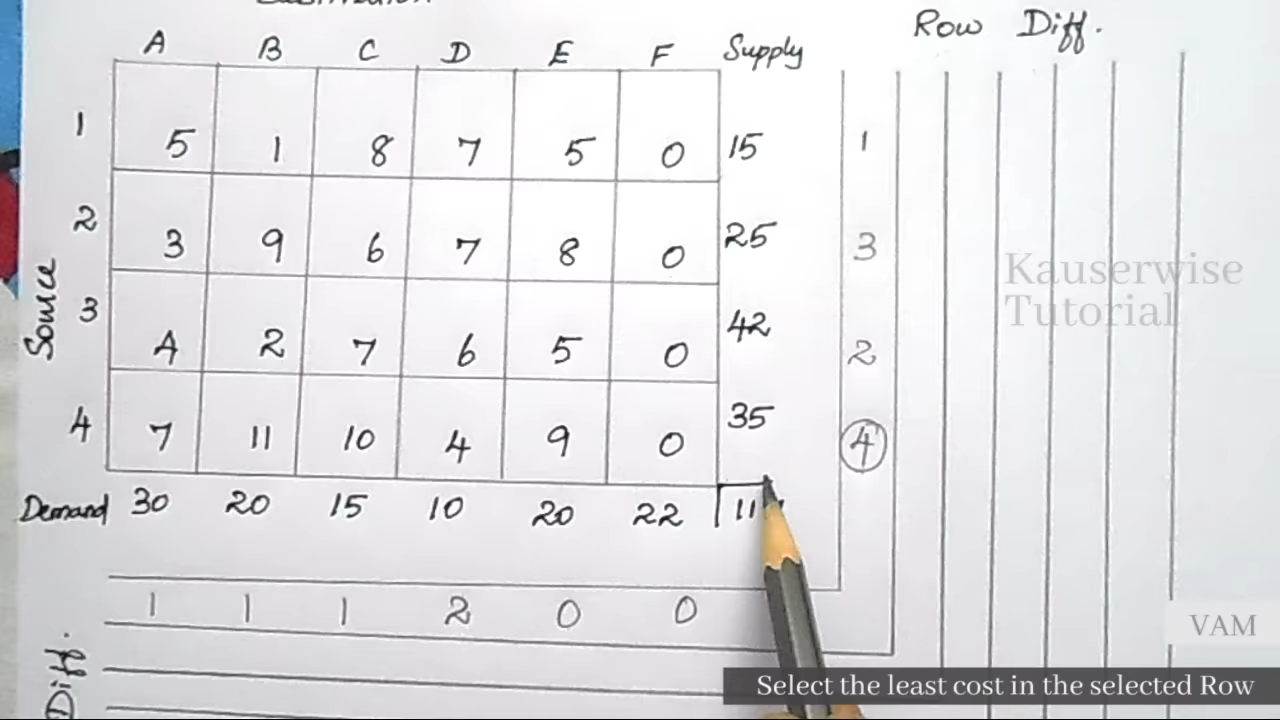 Row Diff.
A B C D E F Supply
1 5 1 8 7 5 0 15 1
2 3 9 6 7 8 0 25 3
3 4 2 7 6 5 0 42 2
4 7 11 10 4 9 0 35 4
Source
Demand 30 20 15 10 20 22
1 1 1 2 0 0
Diff.
Kauserwise
Tutorial
VAM
Select the least cost in the selected Row